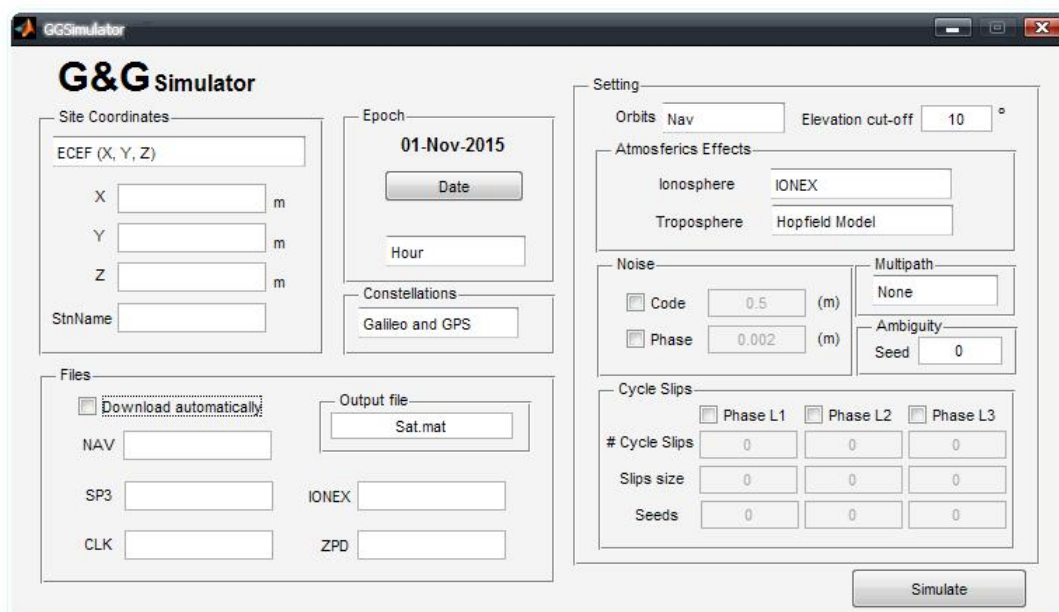 GGSimulator
G&G Simulator
Site Coordinates
ECEF (X, Y, Z)
X m
Y m
Z m
StnName
Epoch
01-Nov-2015
Date
Hour
Constellations
Galileo and GPS
Files
Download automatically
Output file
Sat.mat
NAV
SP3 IONEX
CLK ZPD
Setting
Orbits Nav Elevation cut-off 10 °
Atmosferics Effects
Ionosphere IONEX
Troposphere Hopfield Model
Noise
Code 0.5 (m)
Phase 0.002 (m)
Multipath
None
Ambiguity
Seed 0
Cycle Slips
Phase L1 Phase L2 Phase L3
# Cycle Slips 0 0 0
Slips size 0 0 0
Seeds 0 0 0
Simulate